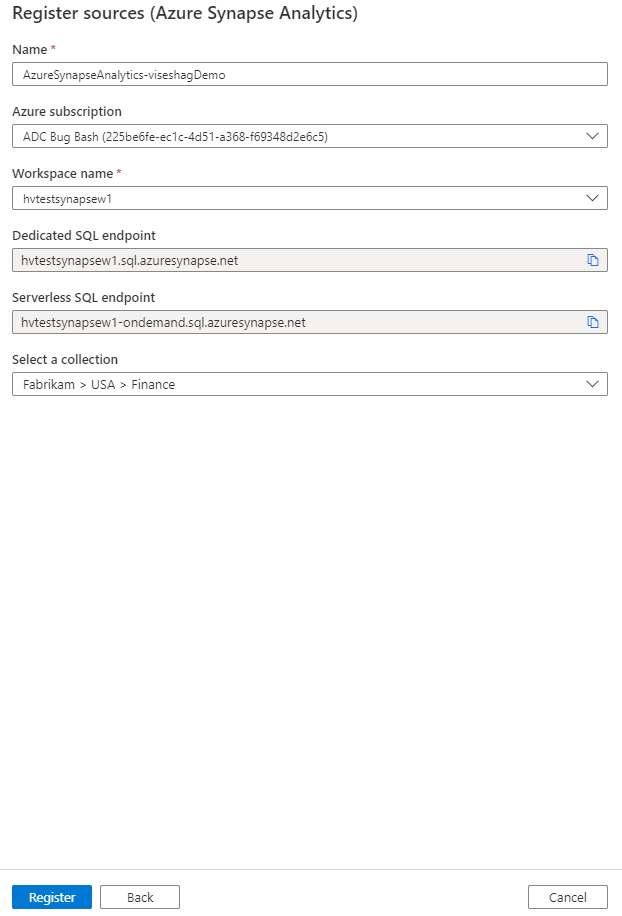 Register sources (Azure Synapse Analytics)
Name *
AzureSynapseAnalytics-viseshagDemo
Azure subscription
ADC Bug Bash (225be6fe-ec1c-4d51-a368-f69348d2e6c5)
Workspace name *
hvtestsynapsew1
Dedicated SQL endpoint
hvtestsynapsew1.sql.azuresynapse.net
Serverless SQL endpoint
hvtestsynapsew1-ondemand.sql.azuresynapse.net
Select a collection
Fabrikam > USA > Finance
Register Back Cancel